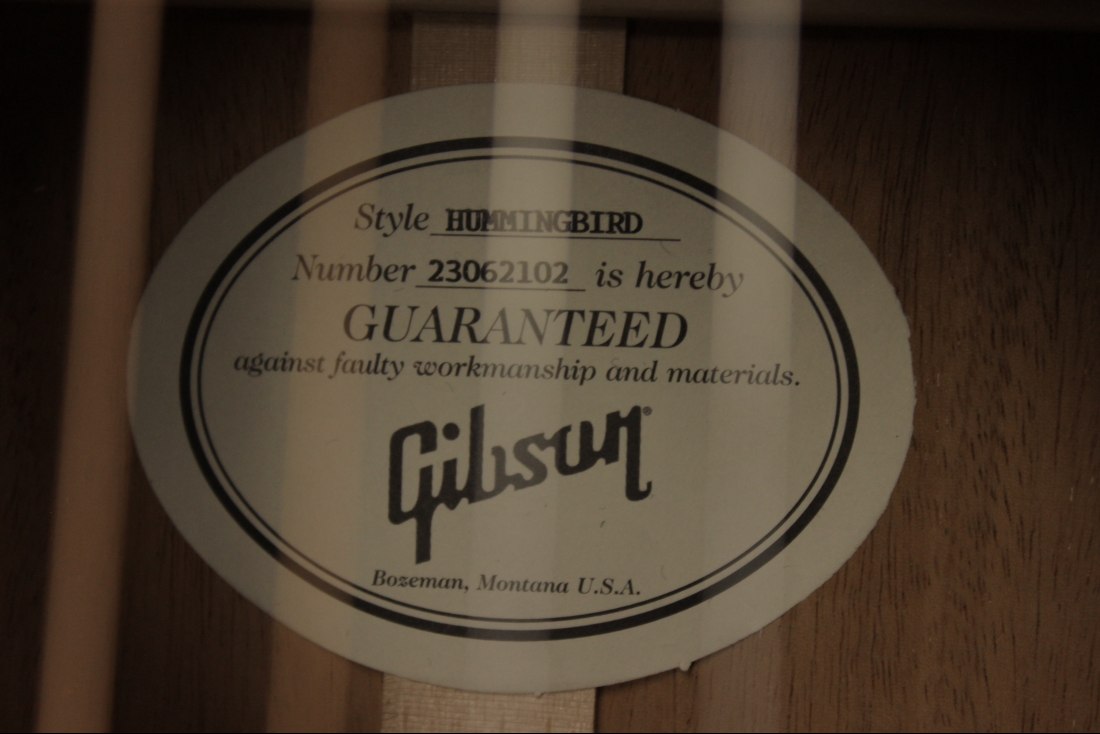 Style HUMMINGBIRD
Number 23062102 is hereby
GUARANTEED
against faulty workmanship and materials.
Gibson®
Bozeman, Montana U.S.A.